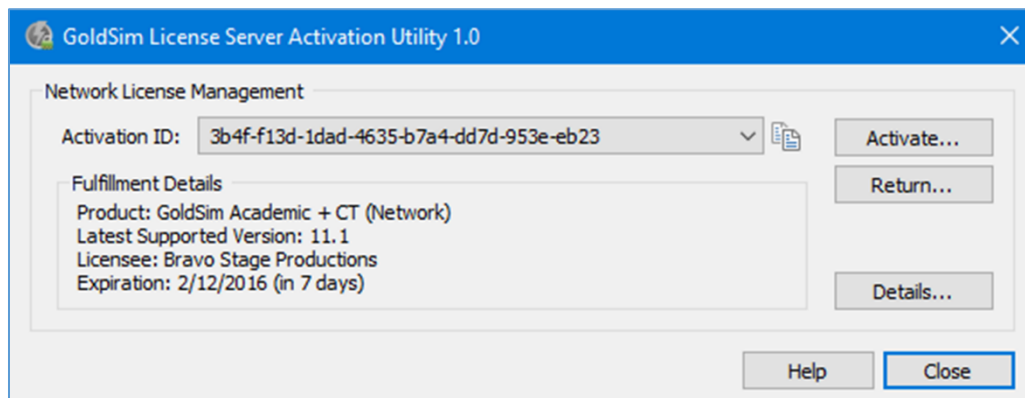 GoldSim License Server Activation Utility 1.0
Network License Management
Activation ID: 3b4f-f13d-1dad-4635-b7a4-dd7d-953e-eb23
Activate...
Fulfillment Details
Return...
Product: GoldSim Academic + CT (Network)
Latest Supported Version: 11.1
Licensee: Bravo Stage Productions
Expiration: 2/12/2016 (in 7 days)
Details...
Help
Close